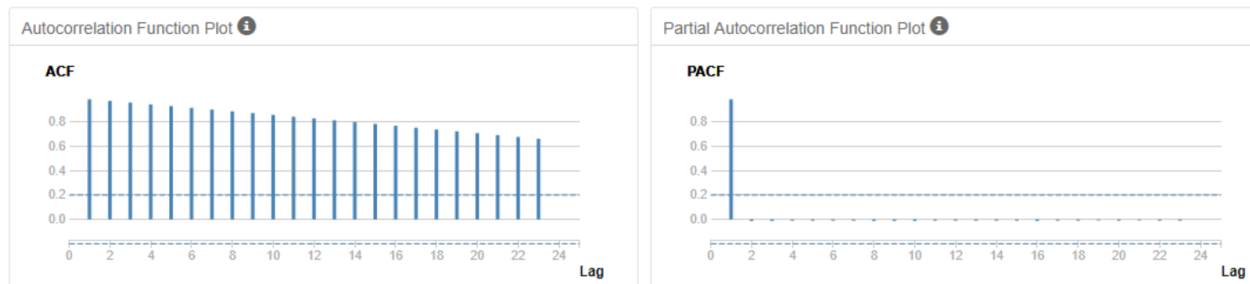 Autocorrelation Function Plot
ACF
0.8
0.6
0.4
0.2
0.0
0 2 4 6 8 10 12 14 16 18 20 22 24
Lag
Partial Autocorrelation Function Plot
PACF
0.8
0.6
0.4
0.2
0.0
0 2 4 6 8 10 12 14 16 18 20 22 24
Lag